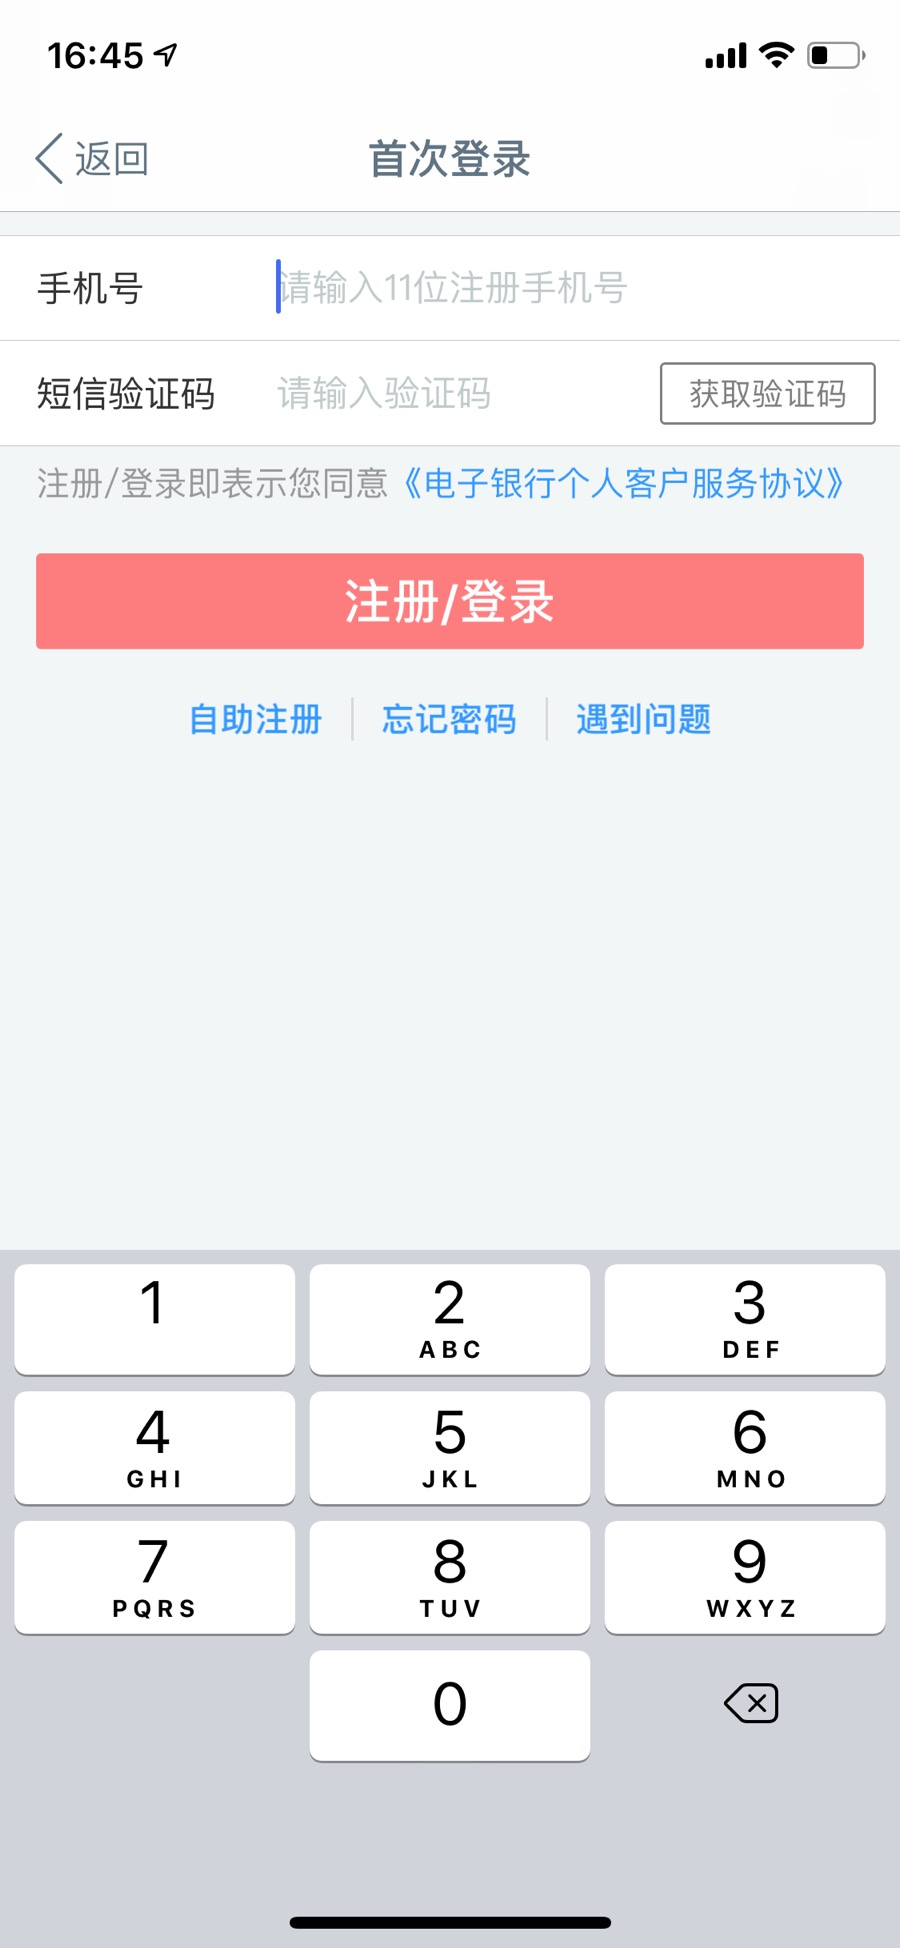 16:45
返回
首次登录
手机号
请输入11位注册手机号
短信验证码
请输入验证码
获取验证码
注册/登录即表示您同意《电子银行个人客户服务协议》
注册/登录
自助注册
忘记密码
遇到问题
1
2
ABC
3
DEF
4
GHI
5
JKL
6
MNO
7
PQRS
8
TUV
9
WXYZ
0